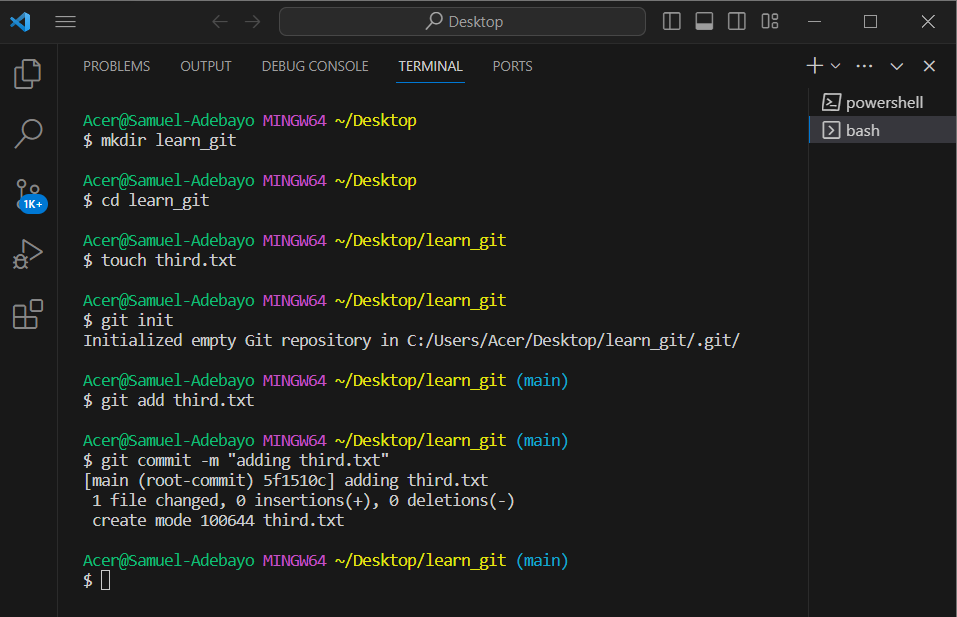 Desktop
PROBLEMS OUTPUT DEBUG CONSOLE TERMINAL PORTS
powershell
bash
1K+
Acer@Samuel-Adebayo MINGW64 ~/Desktop
$ mkdir learn_git
Acer@Samuel-Adebayo MINGW64 ~/Desktop
$ cd learn_git
Acer@Samuel-Adebayo MINGW64 ~/Desktop/learn_git
$ touch third.txt
Acer@Samuel-Adebayo MINGW64 ~/Desktop/learn_git
$ git init
Initialized empty Git repository in C:/Users/Acer/Desktop/learn_git/.git/
Acer@Samuel-Adebayo MINGW64 ~/Desktop/learn_git (main)
$ git add third.txt
Acer@Samuel-Adebayo MINGW64 ~/Desktop/learn_git (main)
$ git commit -m "adding third.txt"
[main (root-commit) 5f1510c] adding third.txt
 1 file changed, 0 insertions(+), 0 deletions(-)
 create mode 100644 third.txt
Acer@Samuel-Adebayo MINGW64 ~/Desktop/learn_git (main)
$